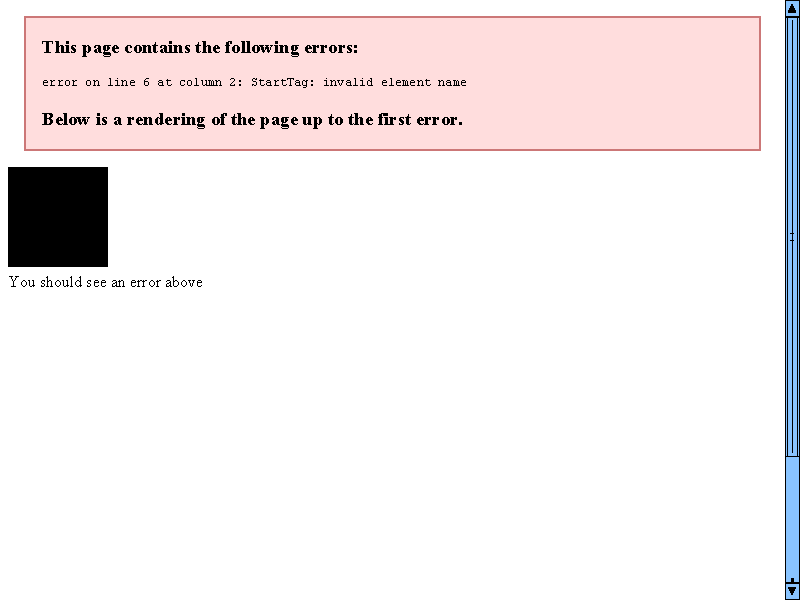 This page contains the following errors:
error on line 6 at column 2: StartTag: invalid element name
Below is a rendering of the page up to the first error.
You should see an error above